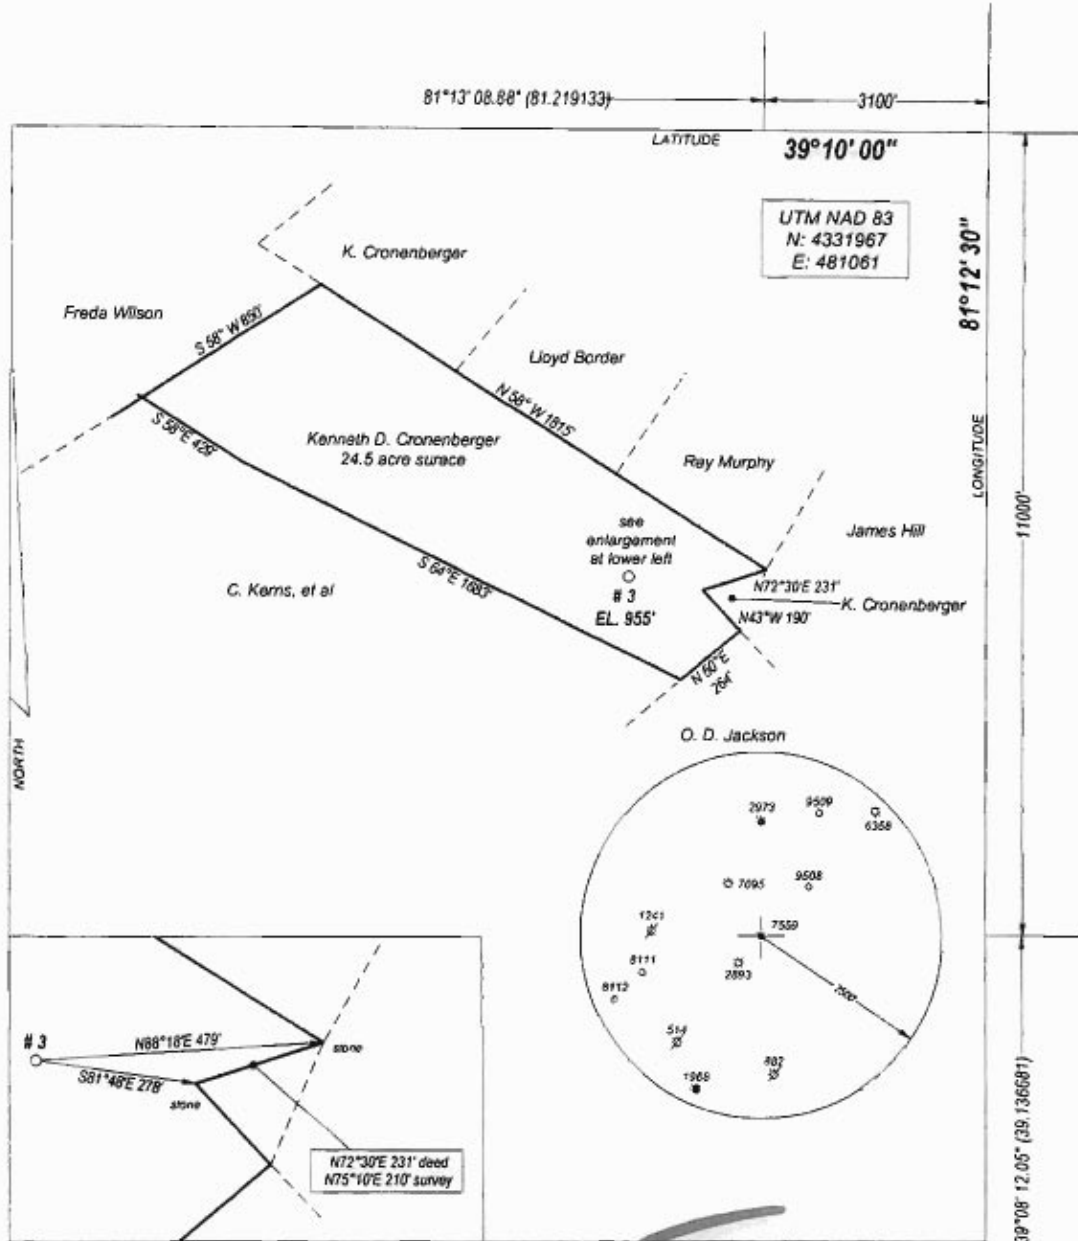 81°13' 08.88" (81.219133)
3100'
LATITUDE
39°10' 00"
UTM NAD 83
N: 4331967
E: 481061
81°12' 30"
LONGITUDE
11000'
K. Cronenberger
Freda Wilson
S 58° W 850'
Lloyd Border
N 58° W 1815'
S 58°E 429'
Kenneth D. Cronenberger
24.5 acre surace
Ray Murphy
James Hill
see
enlargement
at lower left
# 3
EL. 955'
N72°30'E 231'
K. Cronenberger
N43°W 190'
C. Kerns, et al
S 64°E 1683'
N 60°E
264'
NORTH
O. D. Jackson
2973
9509
6358
7095
9508
1241
7559
8111
2893
8112
7500'
514
882
1968
# 3
N88°18'E 479'
stone
S81°48'E 278'
stone
N72°30'E 231' deed
N75°10'E 210' survey
39°08' 12.05" (39.136681)